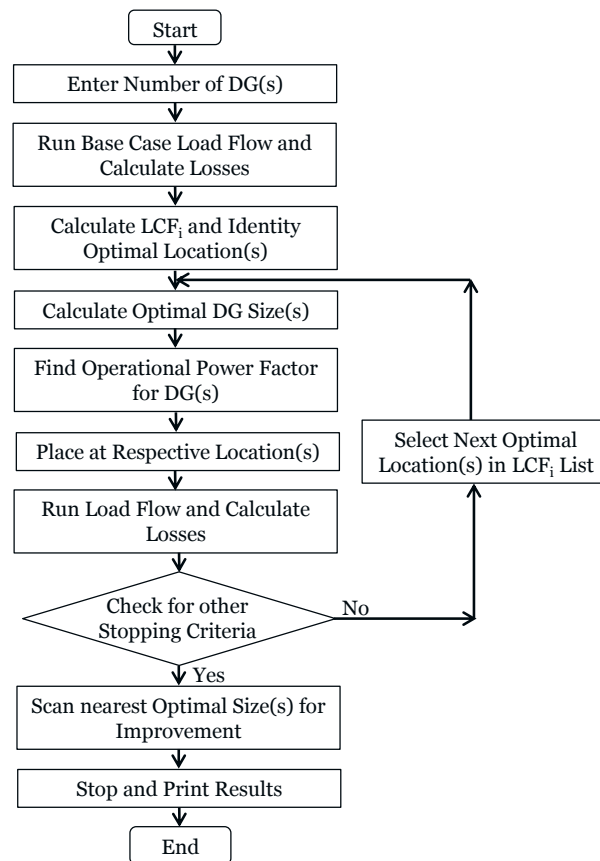 Start
Enter Number of DG(s)
Run Base Case Load Flow and
Calculate Losses
Calculate LCFi and Identity
Optimal Location(s)
Calculate Optimal DG Size(s)
Find Operational Power Factor
for DG(s)
Place at Respective Location(s)
Select Next Optimal
Location(s) in LCFi List
Run Load Flow and Calculate
Losses
Check for other
Stopping Criteria
No
Yes
Scan nearest Optimal Size(s) for
Improvement
Stop and Print Results
End